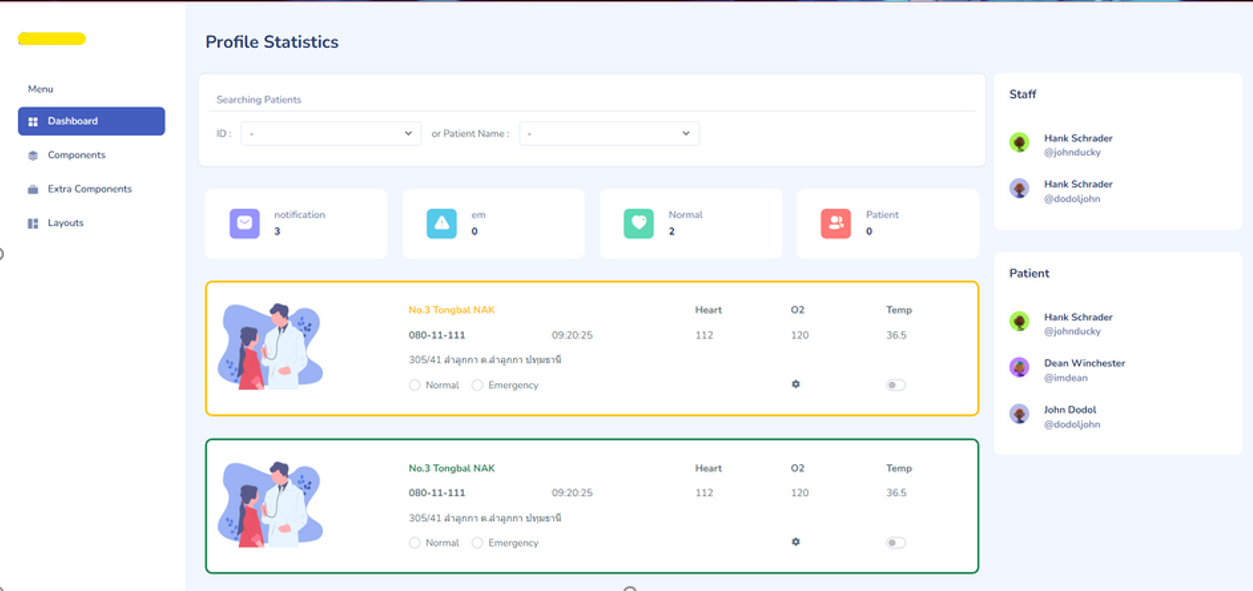 Profile Statistics
Menu
Dashboard
Components
Extra Components
Layouts
Searching Patients
ID : - or Patient Name : -
notification
3
em
0
Normal
2
Patient
0
No.3 Tongbal NAK Heart O2 Temp
080-11-111 09:20:25 112 120 36.5
305/41 ลำลูกกา ต.ลำลูกกา ปทุมธานี
Normal Emergency
No.3 Tongbal NAK Heart O2 Temp
080-11-111 09:20:25 112 120 36.5
305/41 ลำลูกกา ต.ลำลูกกา ปทุมธานี
Normal Emergency
Staff
Hank Schrader
@johnducky
Hank Schrader
@dodoljohn
Patient
Hank Schrader
@johnducky
Dean Winchester
@imdean
John Dodol
@dodoljohn